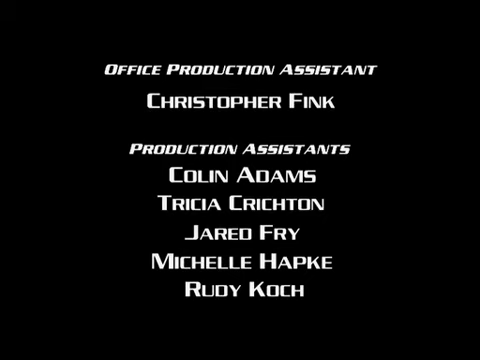 Office Production Assistant
Christopher Fink
Production Assistants
Colin Adams
Tricia Crichton
Jared Fry
Michelle Hapke
Rudy Koch